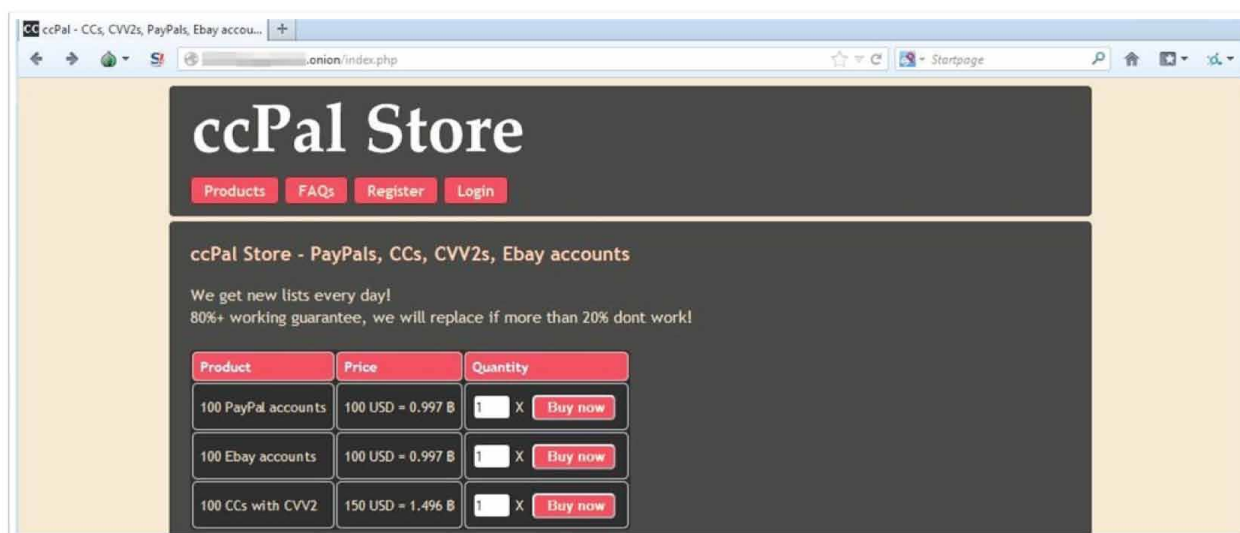 CC ccPal - CCs, CVV2s, PayPals, Ebay accou...
.onion/index.php
Startpage
ccPal Store
Products FAQs Register Login
ccPal Store - PayPals, CCs, CVV2s, Ebay accounts
We get new lists every day!
80%+ working guarantee, we will replace if more than 20% dont work!
Product Price Quantity
100 PayPal accounts 100 USD = 0.997 ฿ 1 X Buy now
100 Ebay accounts 100 USD = 0.997 ฿ 1 X Buy now
100 CCs with CVV2 150 USD = 1.496 ฿ 1 X Buy now